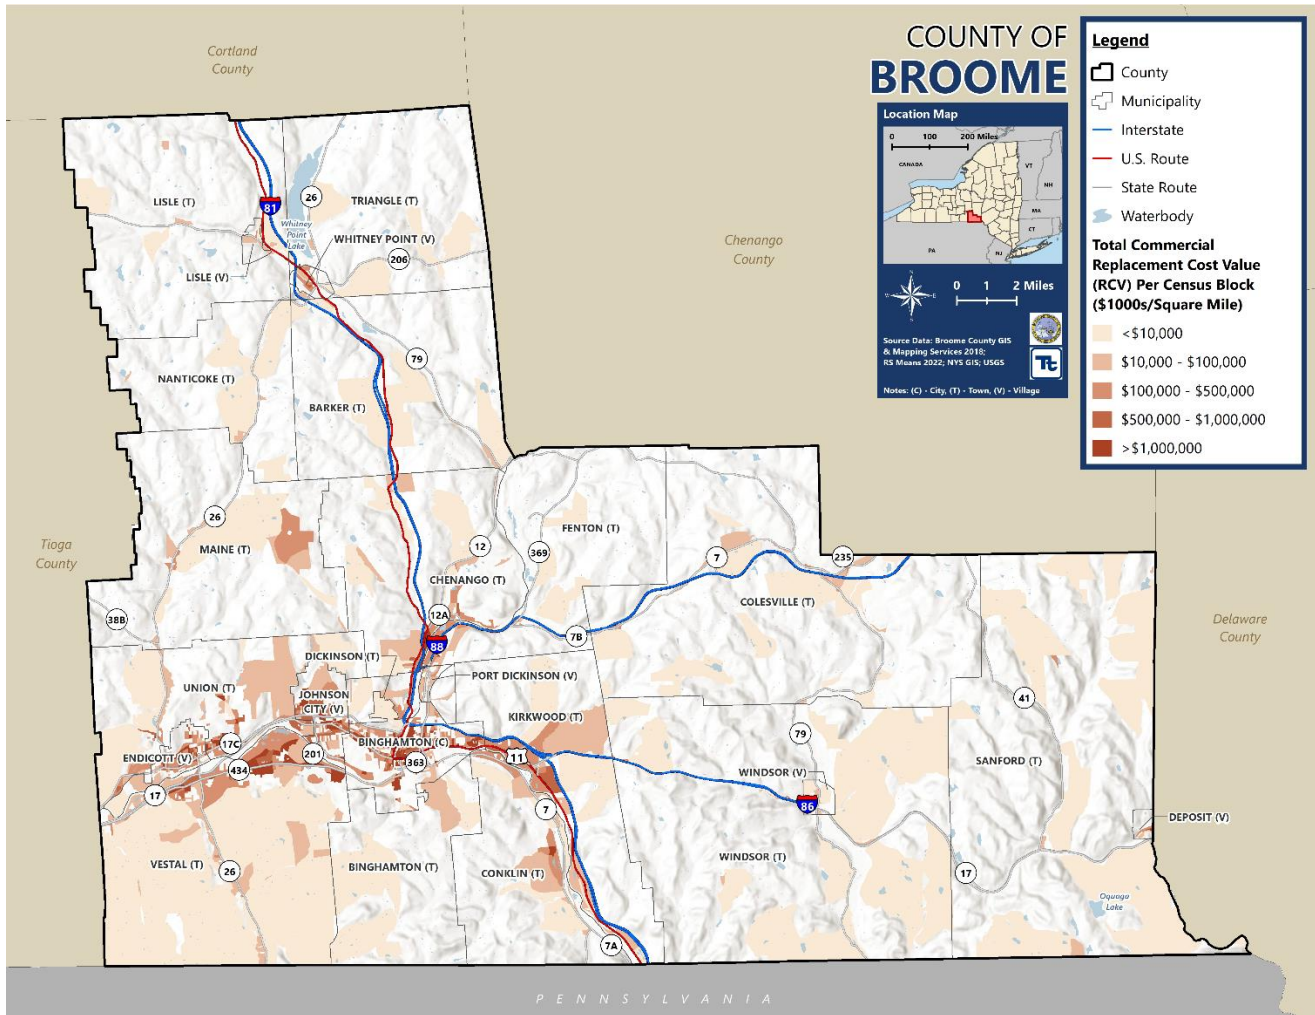 COUNTY OF
BROOME
Location Map
0 100 200 Miles
CANADA
VT
NH
MA
CT
PA
NJ
N
W E
S
0 1 2 Miles
Source Data: Broome County GIS
& Mapping Services 2018;
RS Means 2022; NYS GIS; USGS
Notes: (C) - City, (T) - Town, (V) - Village
Tt
Legend
County
Municipality
Interstate
U.S. Route
State Route
Waterbody
Total Commercial
Replacement Cost Value
(RCV) Per Census Block
($1000s/Square Mile)
<$10,000
$10,000 - $100,000
$100,000 - $500,000
$500,000 - $1,000,000
>$1,000,000
Cortland
County
Chenango
County
Tioga
County
Delaware
County
PENNSYLVANIA
LISLE (T)
81
26
TRIANGLE (T)
Whitney
Point
Lake
WHITNEY POINT (V)
206
LISLE (V)
79
NANTICOKE (T)
BARKER (T)
26
MAINE (T)
12
369
FENTON (T)
7
235
CHENANGO (T)
COLESVILLE (T)
38B
12A
7B
88
DICKINSON (T)
PORT DICKINSON (V)
UNION (T)
JOHNSON
CITY (V)
KIRKWOOD (T)
41
79
17C
BINGHAMTON (C)
11
ENDICOTT (V)
201
363
434
SANFORD (T)
WINDSOR (V)
17
7
86
DEPOSIT (V)
VESTAL (T)
26
BINGHAMTON (T)
CONKLIN (T)
WINDSOR (T)
17
Oquaga
Lake
7A